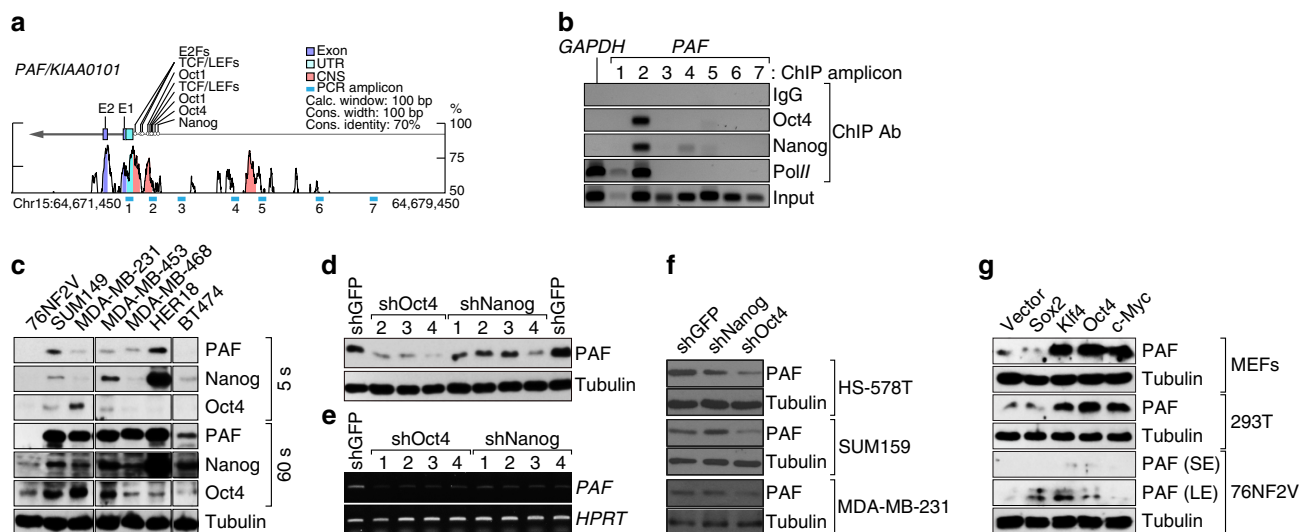 a
PAF/KIAA0101
E2Fs
TCF/LEFs
Oct1
TCF/LEFs
Oct1
Oct4
Nanog
Exon
UTR
CNS
PCR amplicon
Calc. window: 100 bp
Cons. width: 100 bp
Cons. identity: 70%
E2 E1
%
100
75
50
Chr15:64,671,450
64,679,450
1 2 3 4 5 6 7
b
GAPDH PAF
1 2 3 4 5 6 7 : ChIP amplicon
IgG
Oct4
Nanog
PolII
Input
ChIP Ab
c
76NF2V
SUM149
MDA-MB-231
MDA-MB-453
MDA-MB-468
HER18
BT474
PAF
Nanog
Oct4
5 s
PAF
Nanog
Oct4
60 s
Tubulin
d
shGFP
shOct4
shNanog
shGFP
2 3 4 1 2 3 4
PAF
Tubulin
e
shGFP
shOct4
shNanog
1 2 3 4 1 2 3 4
PAF
HPRT
f
shGFP
shNanog
shOct4
PAF
Tubulin
HS-578T
PAF
Tubulin
SUM159
PAF
Tubulin
MDA-MB-231
g
Vector
Sox2
Klf4
Oct4
c-Myc
PAF
Tubulin
MEFs
PAF
Tubulin
293T
PAF (SE)
PAF (LE)
Tubulin
76NF2V